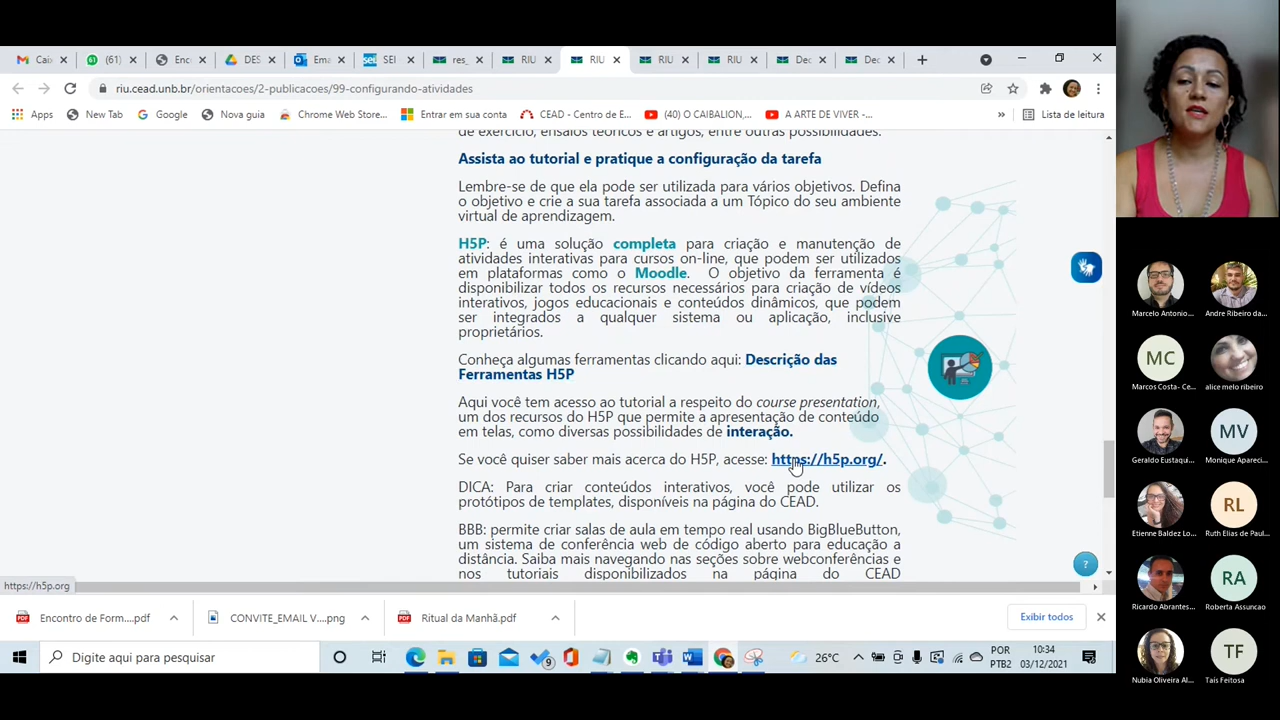 Caix
(61)
Enc
DES
Ema
SEI
res_
RIU
RIU
RIU
RIU
Dec
Dec
riu.cead.unb.br/orientacoes/2-publicacoes/99-configurando-atividades
Apps
New Tab
Google
Nova guia
Chrome Web Store...
Entrar em sua conta
CEAD - Centro de E...
(40) O CAIBALION,...
A ARTE DE VIVER -...
»
Lista de leitura
de exercício, ensaios teóricos e artigos, entre outras possibilidades.
Assista ao tutorial e pratique a configuração da tarefa
Lembre-se de que ela pode ser utilizada para vários objetivos. Defina
o objetivo e crie a sua tarefa associada a um Tópico do seu ambiente
virtual de aprendizagem.
H5P: é uma solução completa para criação e manutenção de
atividades interativas para cursos on-line, que podem ser utilizados
em plataformas como o Moodle. O objetivo da ferramenta é
disponibilizar todos os recursos necessários para criação de vídeos
interativos, jogos educacionais e conteúdos dinâmicos, que podem
ser integrados a qualquer sistema ou aplicação, inclusive
proprietários.
Conheça algumas ferramentas clicando aqui: Descrição das
Ferramentas H5P
Aqui você tem acesso ao tutorial a respeito do course presentation,
um dos recursos do H5P que permite a apresentação de conteúdo
em telas, como diversas possibilidades de interação.
Se você quiser saber mais acerca do H5P, acesse: https://h5p.org/.
DICA: Para criar conteúdos interativos, você pode utilizar os
protótipos de templates, disponíveis na página do CEAD.
BBB: permite criar salas de aula em tempo real usando BigBlueButton,
um sistema de conferência web de código aberto para educação a
distância. Saiba mais navegando nas seções sobre webconferências e
nos tutoriais disponibilizados na página do CEAD
?
https://h5p.org
Encontro de Form....pdf
CONVITE_EMAIL V....png
Ritual da Manhã.pdf
Exibir todos
Digite aqui para pesquisar
9
26°C
POR
PTB2
10:34
03/12/2021
Marcelo Antonio...
Andre Ribeiro da...
MC
Marcos Costa- Ce...
alice melo ribeiro
MV
Geraldo Eustaqui...
Monique Apareci...
RL
Etienne Baldez Lo...
Ruth Elias de Paul...
RA
Ricardo Abrantes...
Roberta Assuncao
TF
Nubia Oliveira Al...
Taís Feitosa